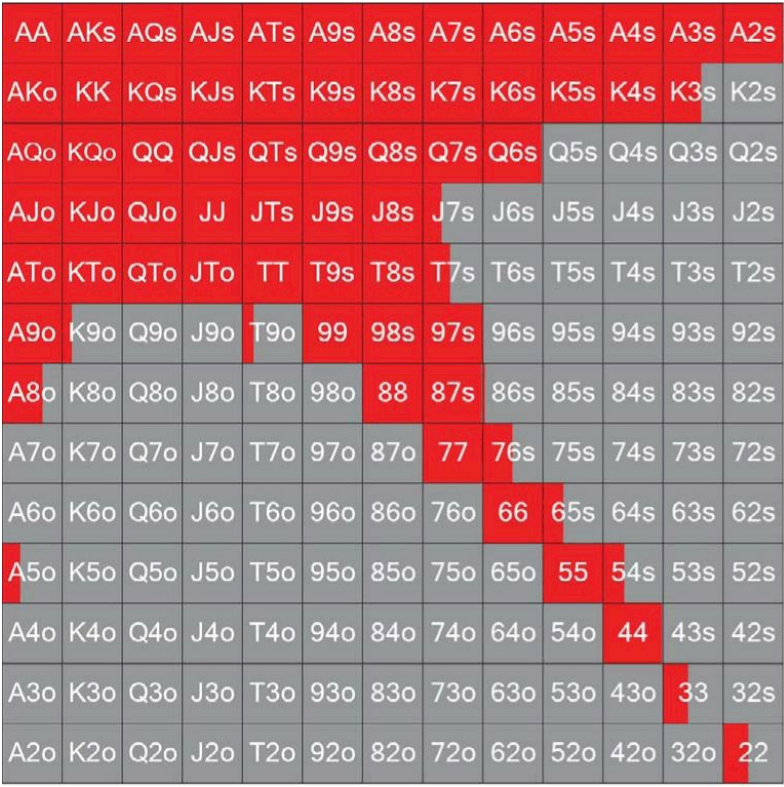 AA AKs AQs AJs ATs A9s A8s A7s A6s A5s A4s A3s A2s
AKo KK KQs KJs KTs K9s K8s K7s K6s K5s K4s K3s K2s
AQo KQo QQ QJs QTs Q9s Q8s Q7s Q6s Q5s Q4s Q3s Q2s
AJo KJo QJo JJ JTs J9s J8s J7s J6s J5s J4s J3s J2s
ATo KTo QTo JTo TT T9s T8s T7s T6s T5s T4s T3s T2s
A9o K9o Q9o J9o T9o 99 98s 97s 96s 95s 94s 93s 92s
A8o K8o Q8o J8o T8o 98o 88 87s 86s 85s 84s 83s 82s
A7o K7o Q7o J7o T7o 97o 87o 77 76s 75s 74s 73s 72s
A6o K6o Q6o J6o T6o 96o 86o 76o 66 65s 64s 63s 62s
A5o K5o Q5o J5o T5o 95o 85o 75o 65o 55 54s 53s 52s
A4o K4o Q4o J4o T4o 94o 84o 74o 64o 54o 44 43s 42s
A3o K3o Q3o J3o T3o 93o 83o 73o 63o 53o 43o 33 32s
A2o K2o Q2o J2o T2o 92o 82o 72o 62o 52o 42o 32o 22